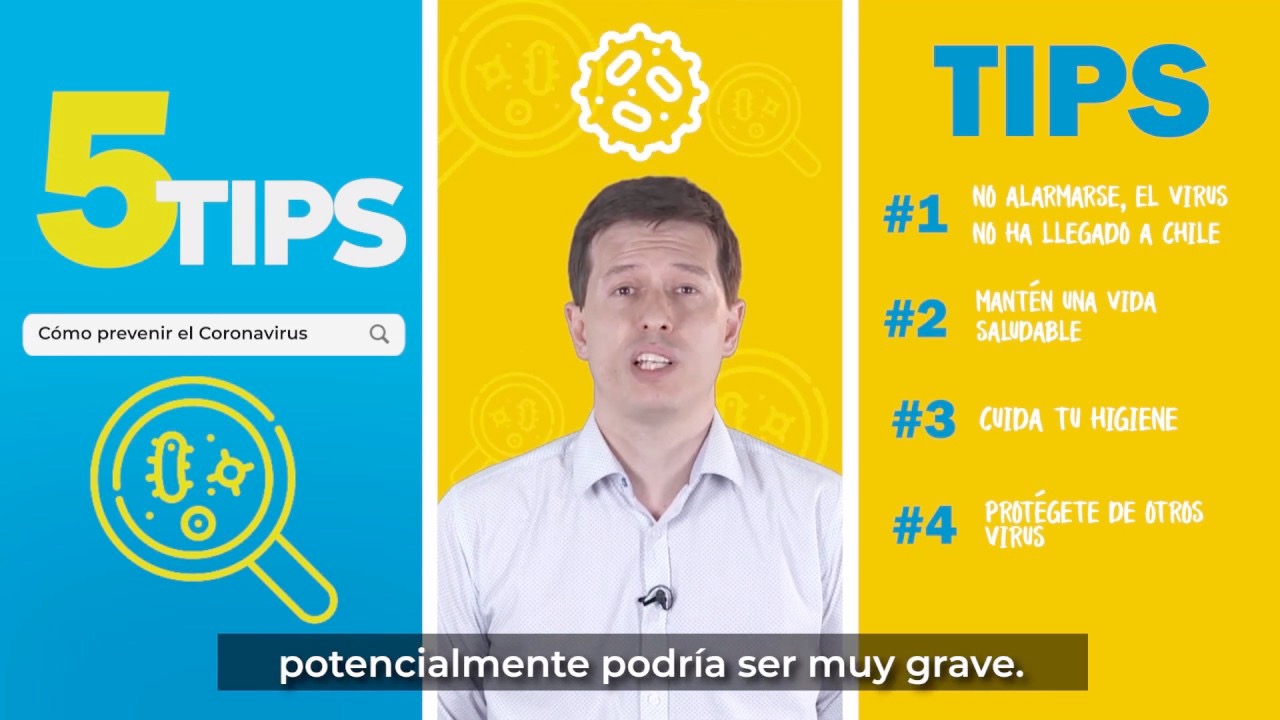 5 TIPS
Cómo prevenir el Coronavirus
TIPS
#1 NO ALARMARSE, EL VIRUS
NO HA LLEGADO A CHILE
#2 MANTÉN UNA VIDA
SALUDABLE
#3 CUIDA TU HIGIENE
#4 PROTÉGETE DE OTROS
VIRUS
potencialmente podría ser muy grave.